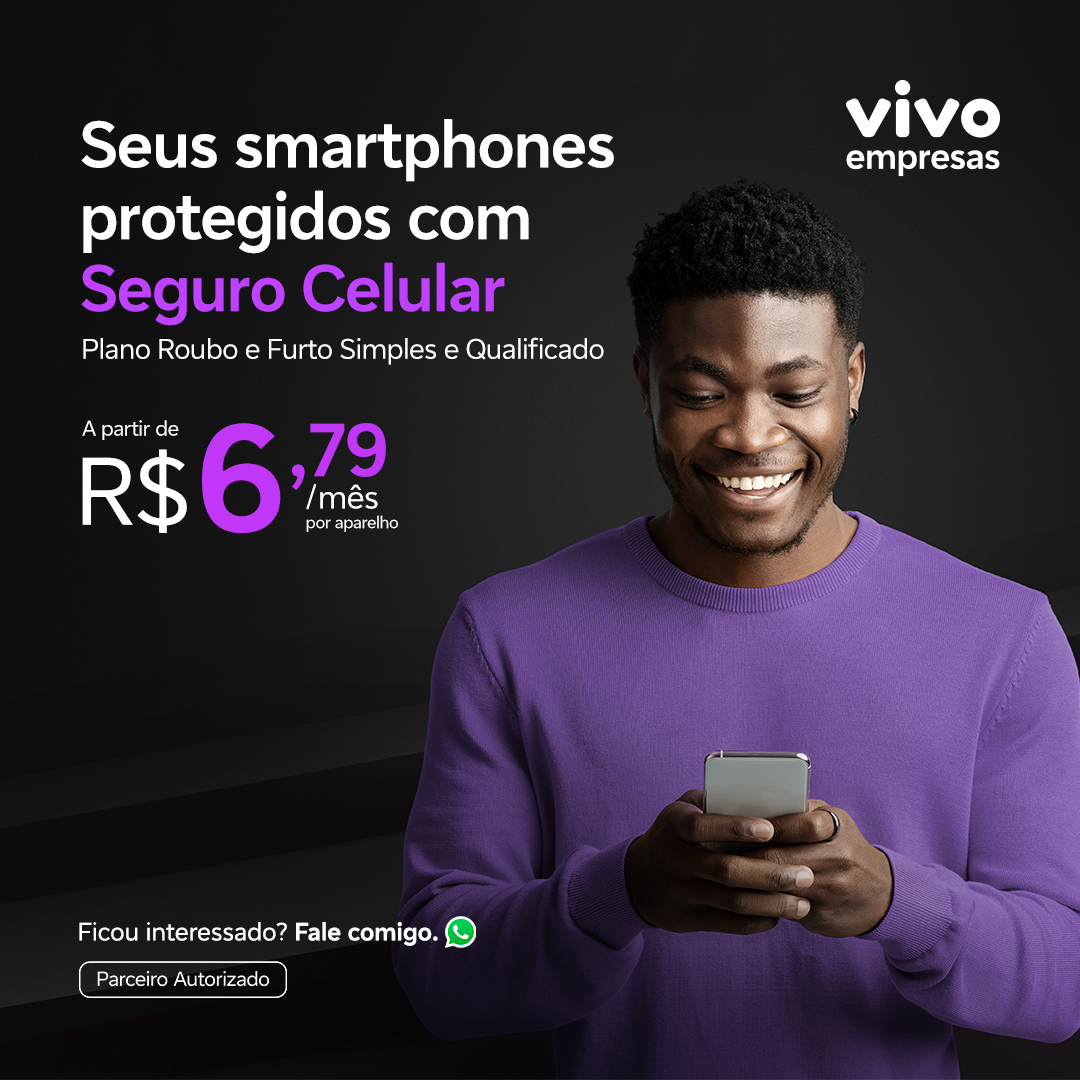 vivo
empresas
Seus smartphones
protegidos com
Seguro Celular
Plano Roubo e Furto Simples e Qualificado
A partir de
R$ 6,79
/mês
por aparelho
Ficou interessado? Fale comigo.
Parceiro Autorizado